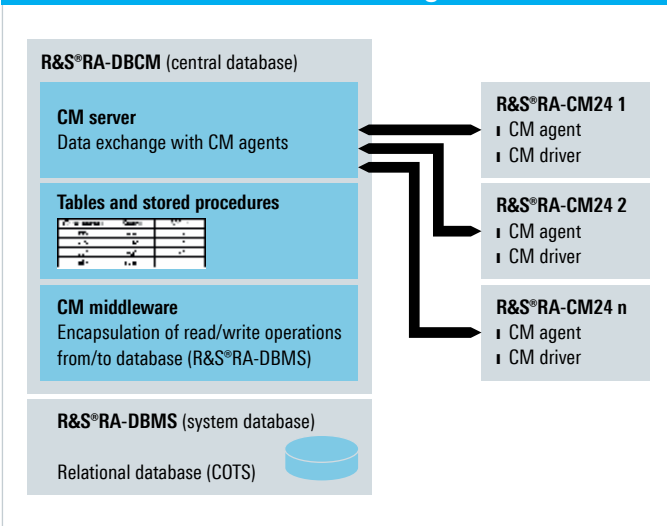 R&S®RA-DBCM (central database)
CM server
Data exchange with CM agents
Tables and stored procedures
CM middleware
Encapsulation of read/write operations
from/to database (R&S®RA-DBMS)
R&S®RA-DBMS (system database)
Relational database (COTS)
R&S®RA-CM24 1
CM agent
CM driver
R&S®RA-CM24 2
CM agent
CM driver
R&S®RA-CM24 n
CM agent
CM driver